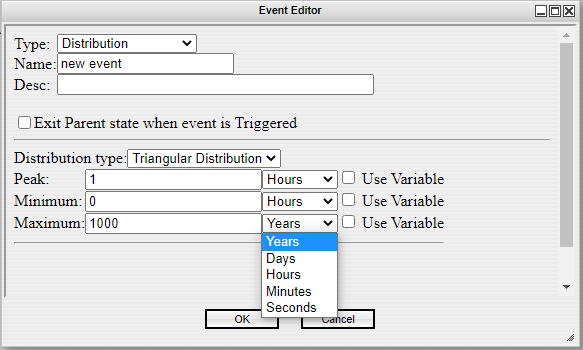 Event Editor
Type: Distribution
Name: new event
Desc:
Exit Parent state when event is Triggered
Distribution type: Triangular Distribution
Peak: 1 Hours Use Variable
Minimum: 0 Hours Use Variable
Maximum: 1000 Years Use Variable
Years
Days
Hours
Minutes
Seconds
OK Cancel